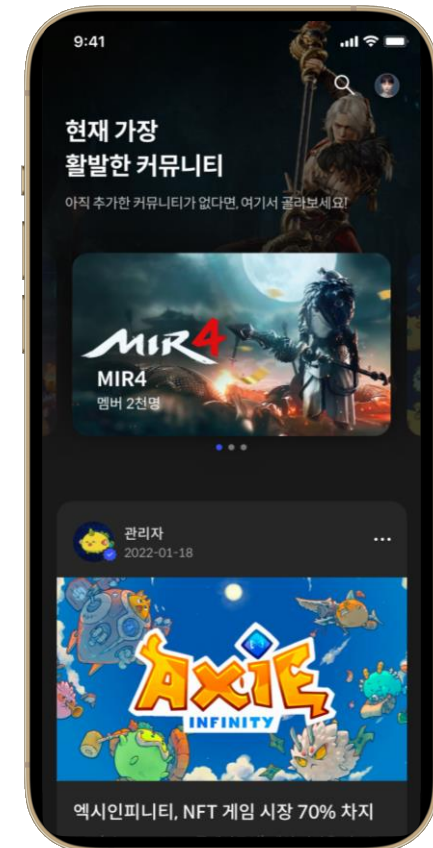 9:41
현재 가장
활발한 커뮤니티
아직 추가한 커뮤니티가 없다면, 여기서 골라보세요!
MIR4
MIR4
멤버 2천명
관리자
2022-01-18
AXIE
INFINITY
엑시인피니티, NFT 게임 시장 70% 차지